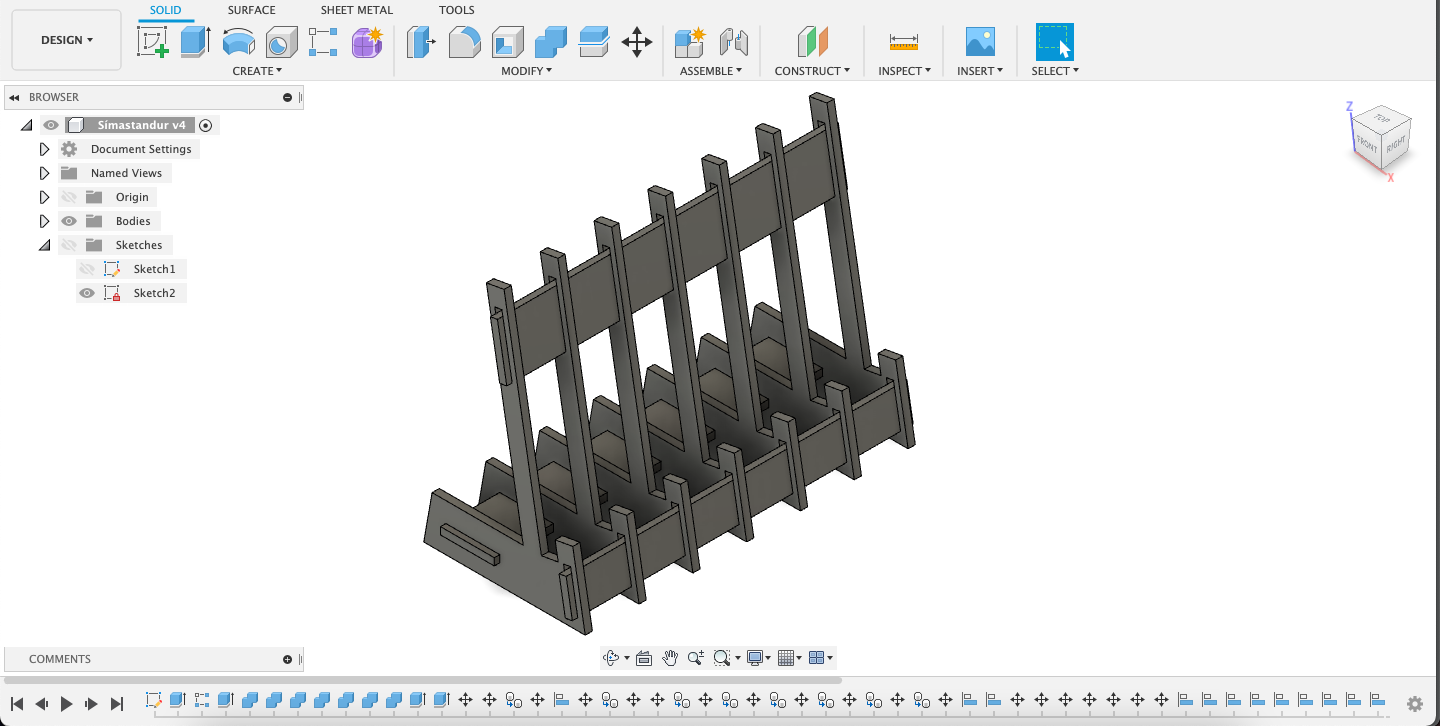 SOLID SURFACE SHEET METAL TOOLS
DESIGN
CREATE MODIFY ASSEMBLE CONSTRUCT INSPECT INSERT SELECT
BROWSER
Símastandur v4
Document Settings
Named Views
Origin
Bodies
Sketches
Sketch1
Sketch2
Z
TOP
FRONT
RIGHT
X
COMMENTS